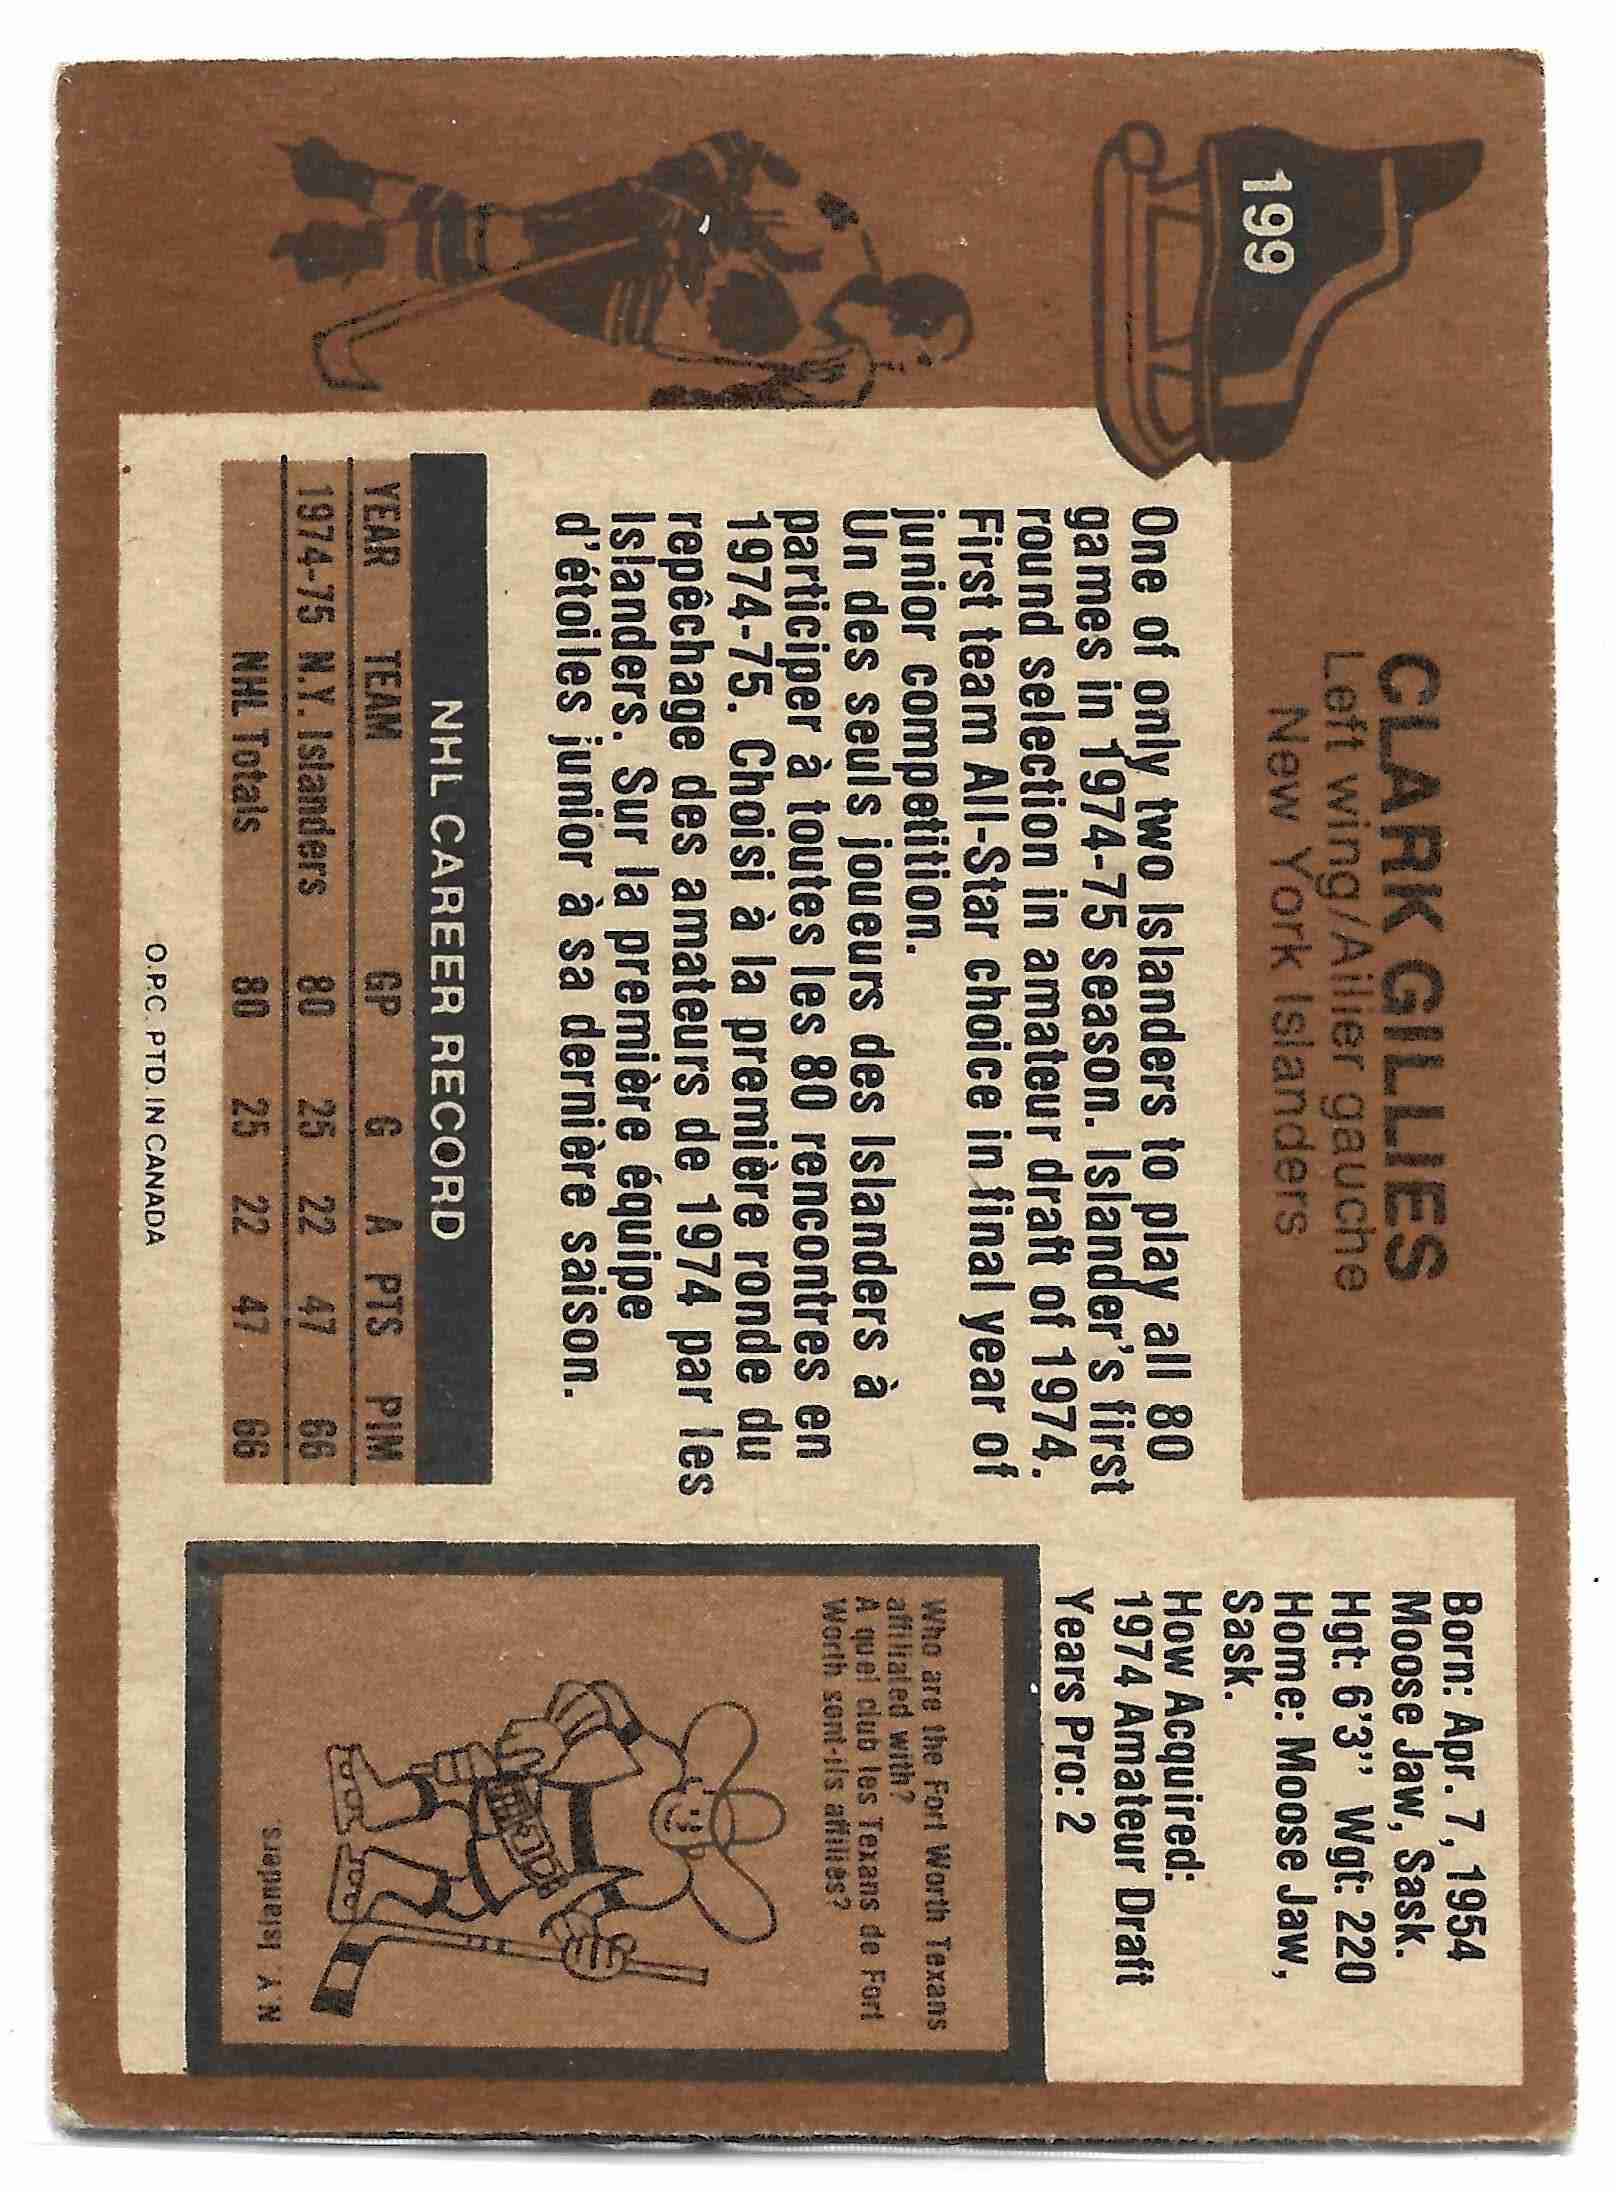 199
CLARK GILLIES
Left wing/Ailier gauche
New York Islanders
One of only two Islanders to play all 80
games in 1974-75 season. Islander's first
round selection in amateur draft of 1974.
First team All-Star choice in final year of
junior competition.
Un des seuls joueurs des Islanders à
participer à toutes les 80 rencontres en
1974-75. Choisi à la première ronde du
repêchage des amateurs de 1974 par les
Islanders. Sur la première équipe
d'étoiles junior à sa dernière saison.
NHL CAREER RECORD
YEAR TEAM GP G A PTS PIM
1974-75 N.Y. Islanders 80 25 22 47 66
NHL Totals 80 25 22 47 66
O.P.C. PTD. IN CANADA
Born: Apr. 7, 1954
Moose Jaw, Sask.
Hgt: 6'3" Wgt: 220
Home: Moose Jaw,
Sask.
How Acquired:
1974 Amateur Draft
Years Pro: 2
Who are the Fort Worth Texans
affiliated with?
A quel club les Texans de Fort
Worth sont-ils affiliés?
N.Y. Islanders.